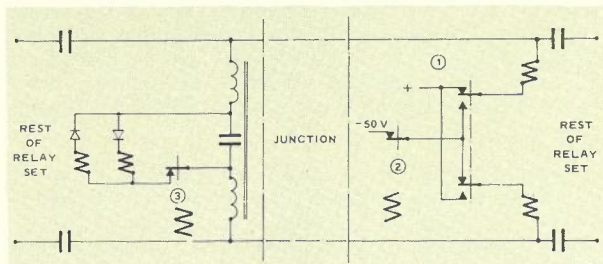 REST
OF
RELAY
SET
③
JUNCTION
①
+
-50 V
②
REST
OF
RELAY
SET